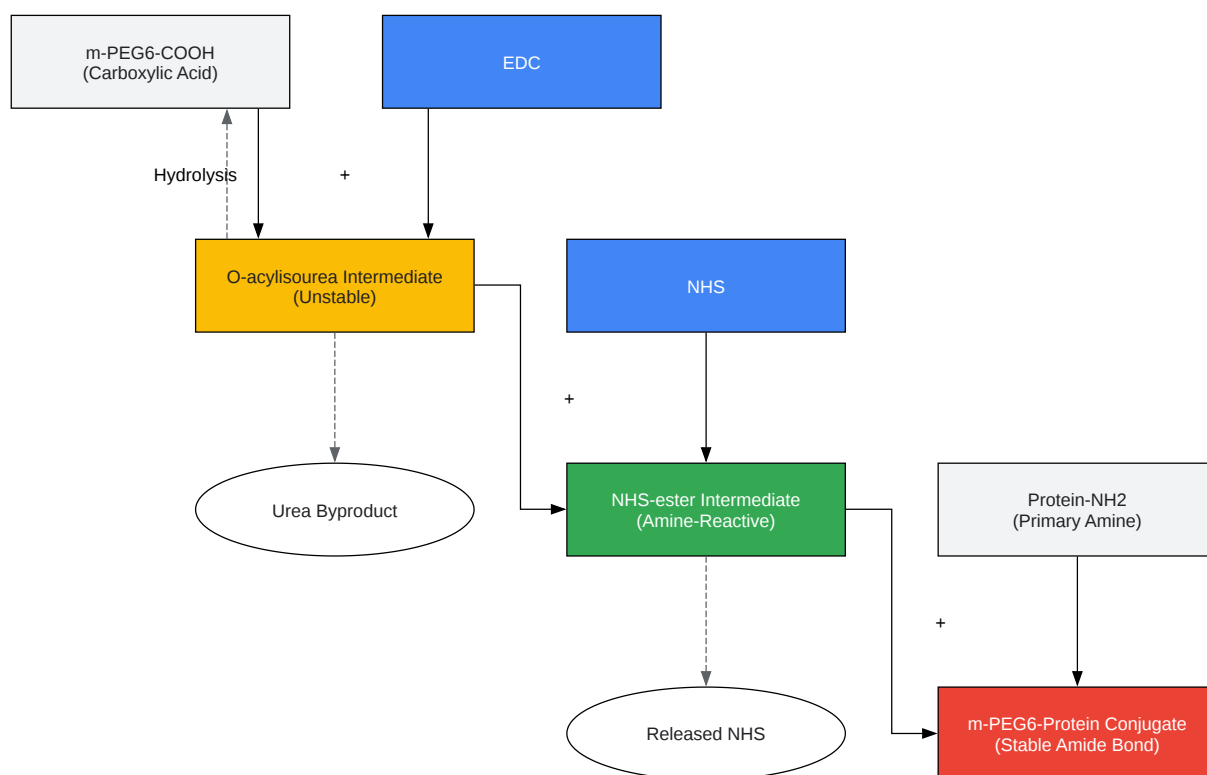 m-PEG6-COOH
(Carboxylic Acid)
EDC
Hydrolysis
+
O-acylisourea Intermediate
(Unstable)
NHS
+
Urea Byproduct
NHS-ester Intermediate
(Amine-Reactive)
Protein-NH2
(Primary Amine)
+
Released NHS
m-PEG6-Protein Conjugate
(Stable Amide Bond)